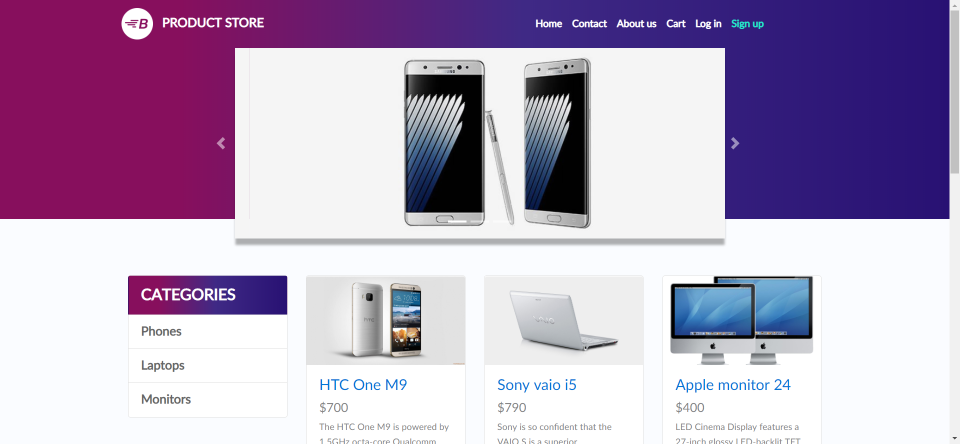 B PRODUCT STORE
Home Contact About us Cart Log in Sign up
CATEGORIES
Phones
Laptops
Monitors
HTC One M9
$700
The HTC One M9 is powered by
1.5GHz octa-core Qualcomm
VAIO
Sony vaio i5
$790
Sony is so confident that the
VAIO S is a superior
Apple monitor 24
$400
LED Cinema Display features a
27-inch glossy LED-backlit TFT